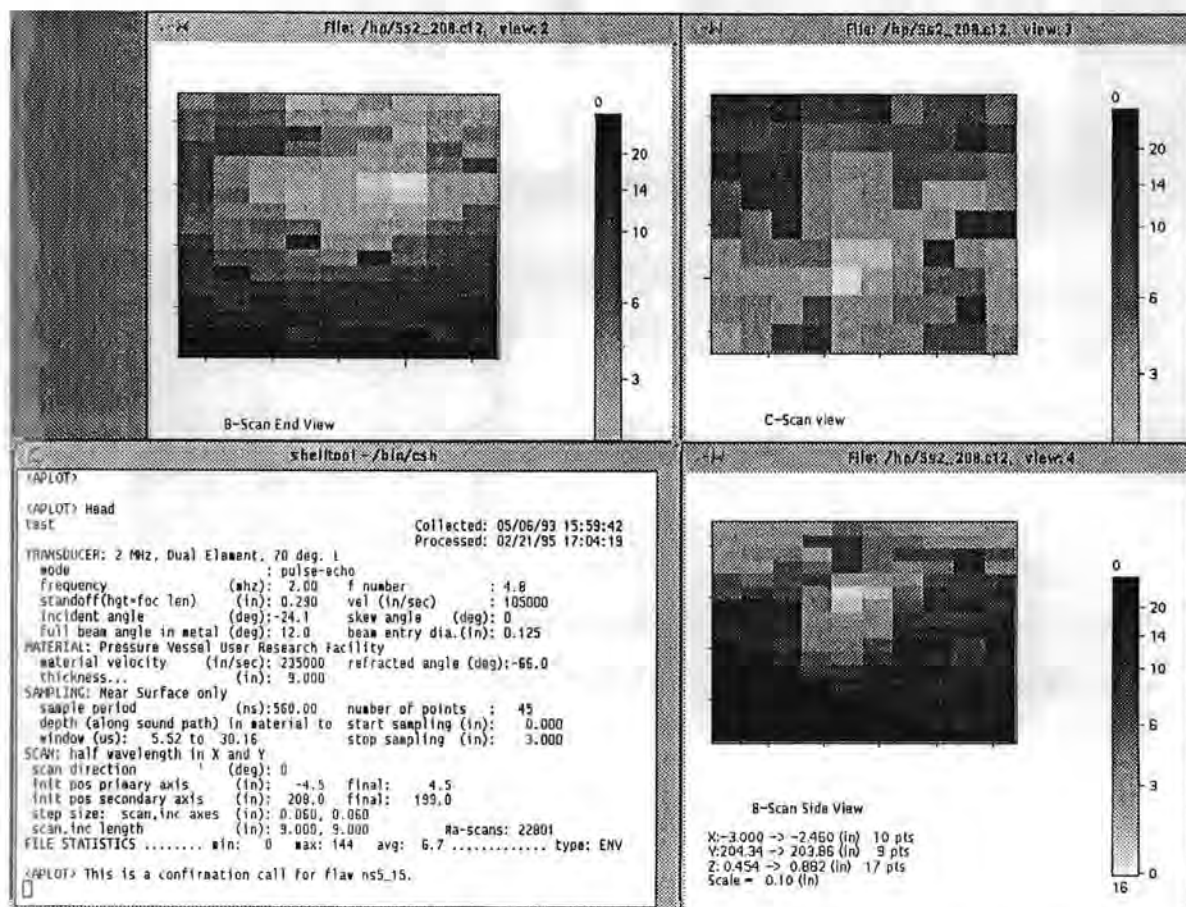 File: /hp/Ss2_208.c12, view: 2
0
20
14
10
6
3
B-Scan End View
File: /hp/Ss2_208.c12, view: 3
0
20
14
10
6
3
C-Scan view
shelltool - /bin/csh
<APLOT>
<APLOT> Head
test Collected: 05/06/93 15:59:42
Processed: 02/21/95 17:04:19
TRANSDUCER: 2 MHz, Dual Element, 70 deg. L
mode : pulse-echo
frequency (mhz): 2.00 f number : 4.8
standoff(hgt+foc len) (in): 0.290 vel (in/sec) : 105000
incident angle (deg):-24.1 skew angle (deg): 0
full beam angle in metal (deg): 12.0 beam entry dia.(in): 0.125
MATERIAL: Pressure Vessel User Research Facility
material velocity (in/sec): 235000 refracted angle (deg):-66.0
thickness... (in): 9.000
SAMPLING: Near Surface only
sample period (ns):560.00 number of points : 45
depth (along sound path) in material to start sampling (in): 0.000
window (us): 5.52 to 30.16 stop sampling (in): 3.000
SCAN: half wavelength in X and Y
scan direction ' (deg): 0
init pos primary axis (in): -4.5 final: 4.5
init pos secondary axis (in): 208.0 final: 199.0
step size: scan,inc axes (in): 0.060, 0.060
scan,inc length (in): 9.000, 9.000 #a-scans: 22801
FILE STATISTICS ........ min: 0 max: 144 avg: 6.7 ............. type: ENV
<APLOT> This is a confirmation call for flaw ns5_15.
File: /hp/Ss2_208.c12, view: 4
0
20
14
10
6
3
0
16
B-Scan Side View
X:-3.000 -> -2.460 (in) 10 pts
Y:204.34 -> 203.86 (in) 9 pts
Z: 0.454 -> 0.882 (in) 17 pts
Scale = 0.10 (in)